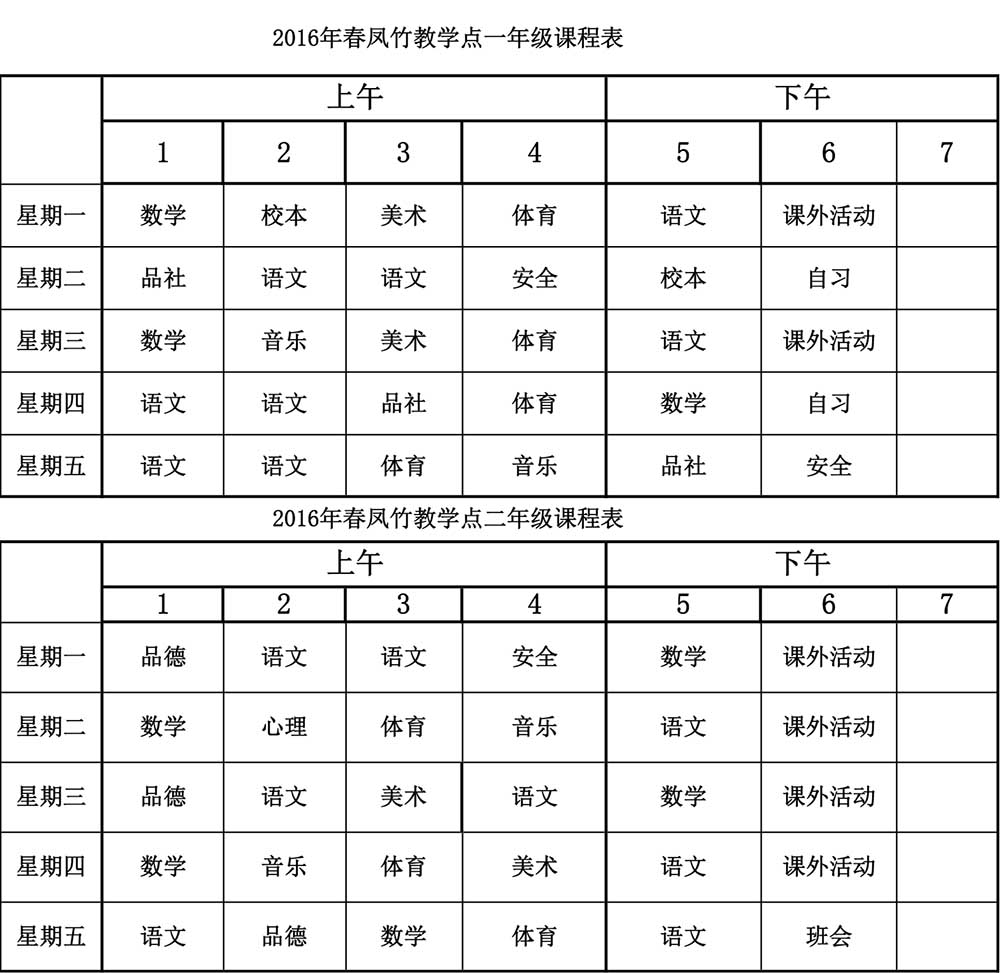 2016年春凤竹教学点一年级课程表
上午 下午
1 2 3 4 5 6 7
星期一 数学 校本 美术 体育 语文 课外活动
星期二 品社 语文 语文 安全 校本 自习
星期三 数学 音乐 美术 体育 语文 课外活动
星期四 语文 语文 品社 体育 数学 自习
星期五 语文 语文 体育 音乐 品社 安全
2016年春凤竹教学点二年级课程表
上午 下午
1 2 3 4 5 6 7
星期一 品德 语文 语文 安全 数学 课外活动
星期二 数学 心理 体育 音乐 语文 课外活动
星期三 品德 语文 美术 语文 数学 课外活动
星期四 数学 音乐 体育 美术 语文 课外活动
星期五 语文 品德 数学 体育 语文 班会